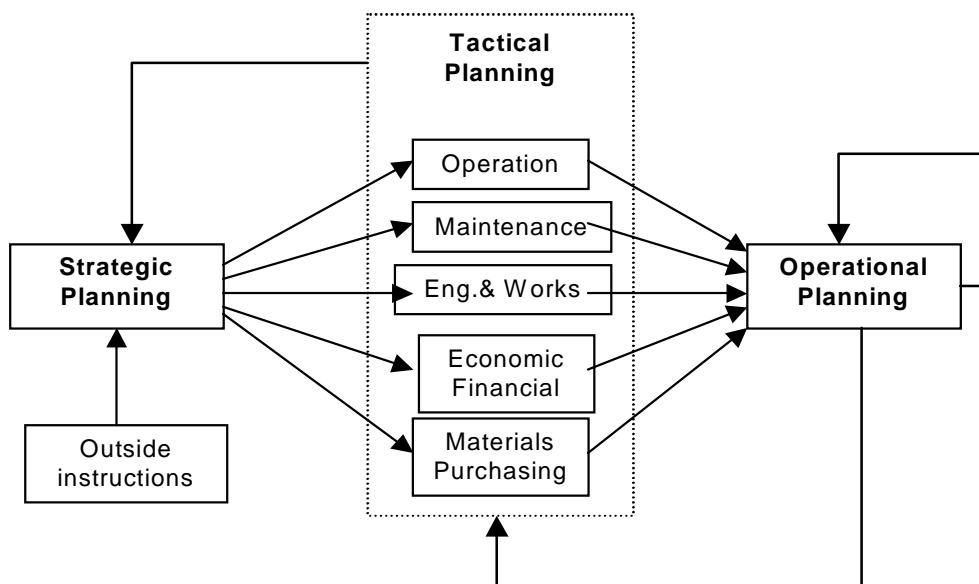 Tactical
Planning
Operation
Maintenance
Strategic
Planning
Eng.& Works
Operational
Planning
Economic
Financial
Outside
instructions
Materials
Purchasing